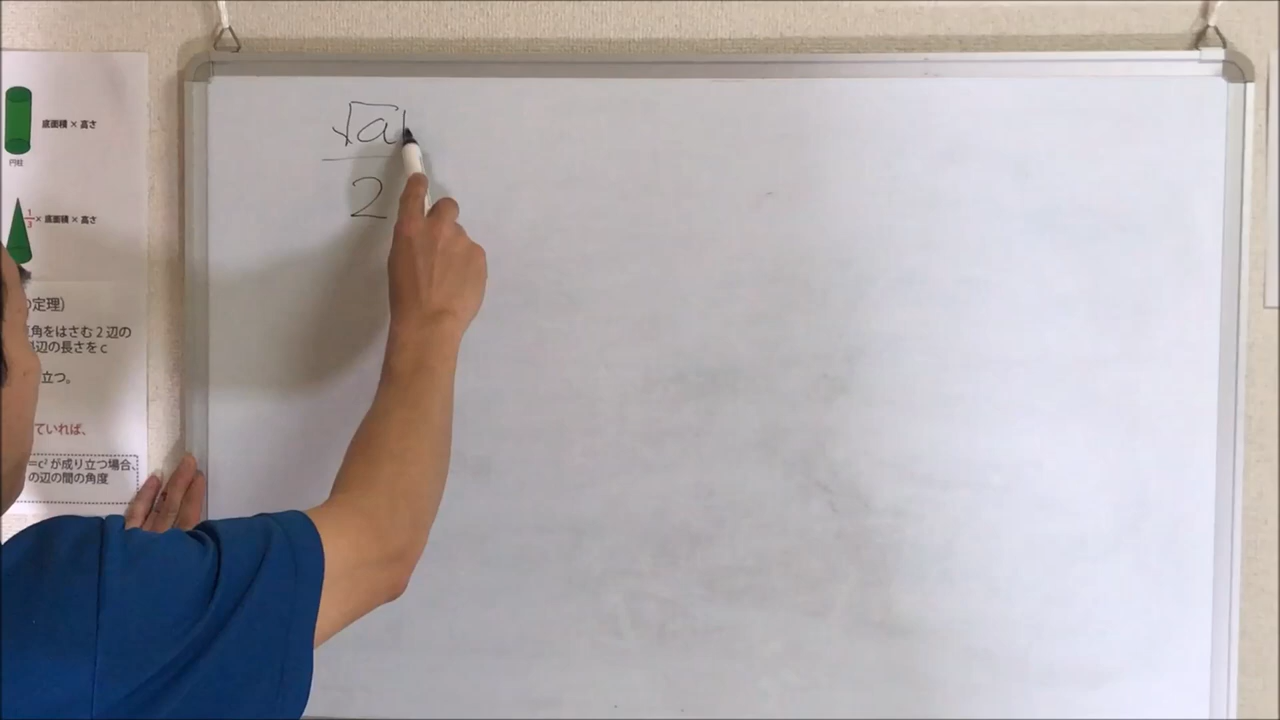 底面積 × 高さ
円柱
1/3 × 底面積 × 高さ
の定理)
角をはさむ 2 辺の
辺の長さを c
立つ。
ていれば、
=c² が成り立つ場合、
の辺の間の角度
√a
2